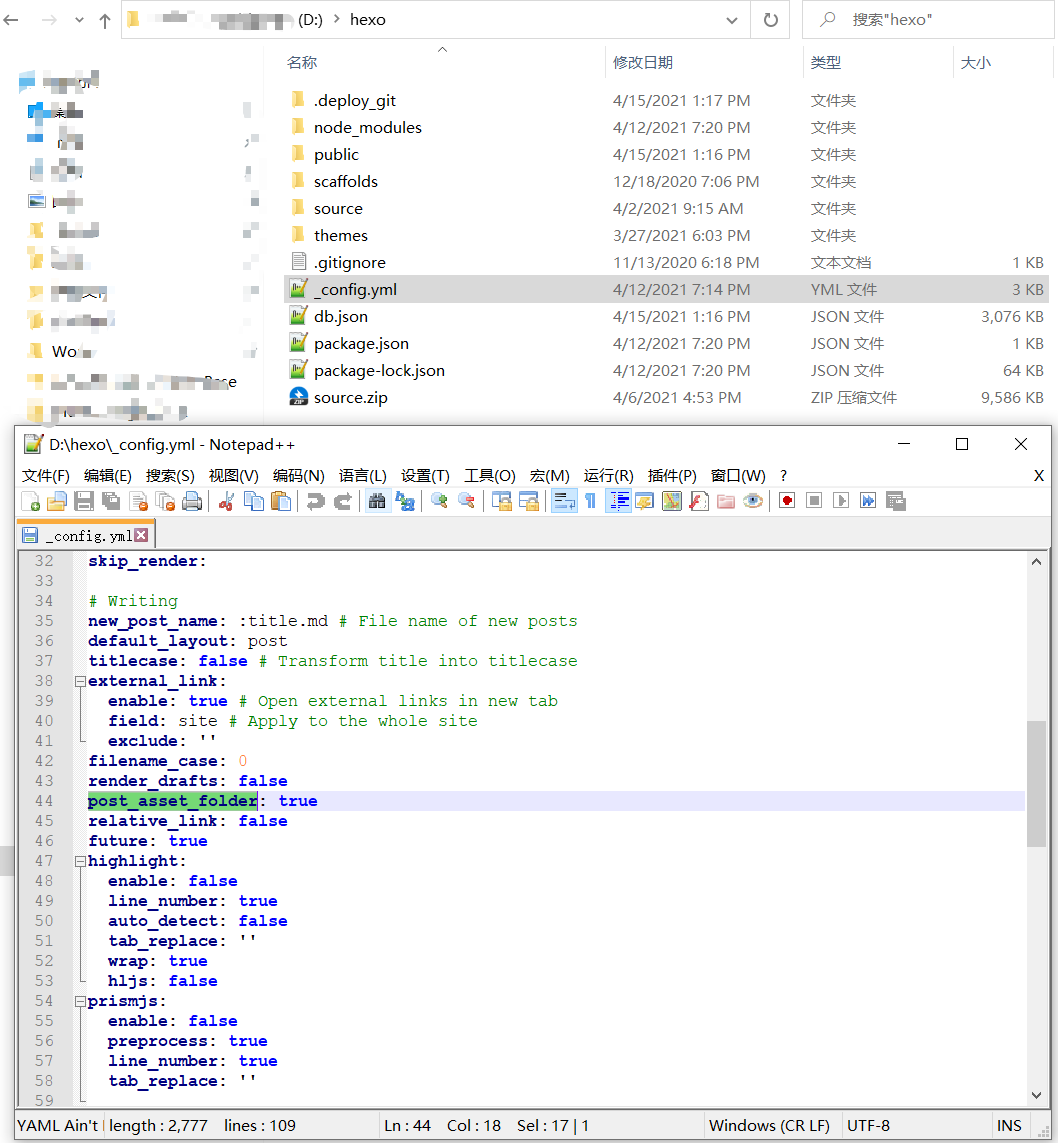 (D:) › hexo
搜索"hexo"
名称 修改日期 类型 大小
.deploy_git 4/15/2021 1:17 PM 文件夹
node_modules 4/12/2021 7:20 PM 文件夹
public 4/15/2021 1:16 PM 文件夹
scaffolds 12/18/2020 7:06 PM 文件夹
source 4/2/2021 9:15 AM 文件夹
themes 3/27/2021 6:03 PM 文件夹
.gitignore 11/13/2020 6:18 PM 文本文档 1 KB
_config.yml 4/12/2021 7:14 PM YML 文件 3 KB
db.json 4/15/2021 1:16 PM JSON 文件 3,076 KB
package.json 4/12/2021 7:20 PM JSON 文件 1 KB
package-lock.json 4/12/2021 7:20 PM JSON 文件 64 KB
source.zip 4/6/2021 4:53 PM ZIP 压缩文件 9,586 KB
D:\hexo\_config.yml - Notepad++
文件(F) 编辑(E) 搜索(S) 视图(V) 编码(N) 语言(L) 设置(T) 工具(O) 宏(M) 运行(R) 插件(P) 窗口(W) ? X
_config.yml
32 skip_render:
33
34 # Writing
35 new_post_name: :title.md # File name of new posts
36 default_layout: post
37 titlecase: false # Transform title into titlecase
38 external_link:
39 enable: true # Open external links in new tab
40 field: site # Apply to the whole site
41 exclude: ''
42 filename_case: 0
43 render_drafts: false
44 post_asset_folder: true
45 relative_link: false
46 future: true
47 highlight:
48 enable: false
49 line_number: true
50 auto_detect: false
51 tab_replace: ''
52 wrap: true
53 hljs: false
54 prismjs:
55 enable: false
56 preprocess: true
57 line_number: true
58 tab_replace: ''
59
YAML Ain't length : 2,777 lines : 109 Ln : 44 Col : 18 Sel : 17 | 1 Windows (CR LF) UTF-8 INS